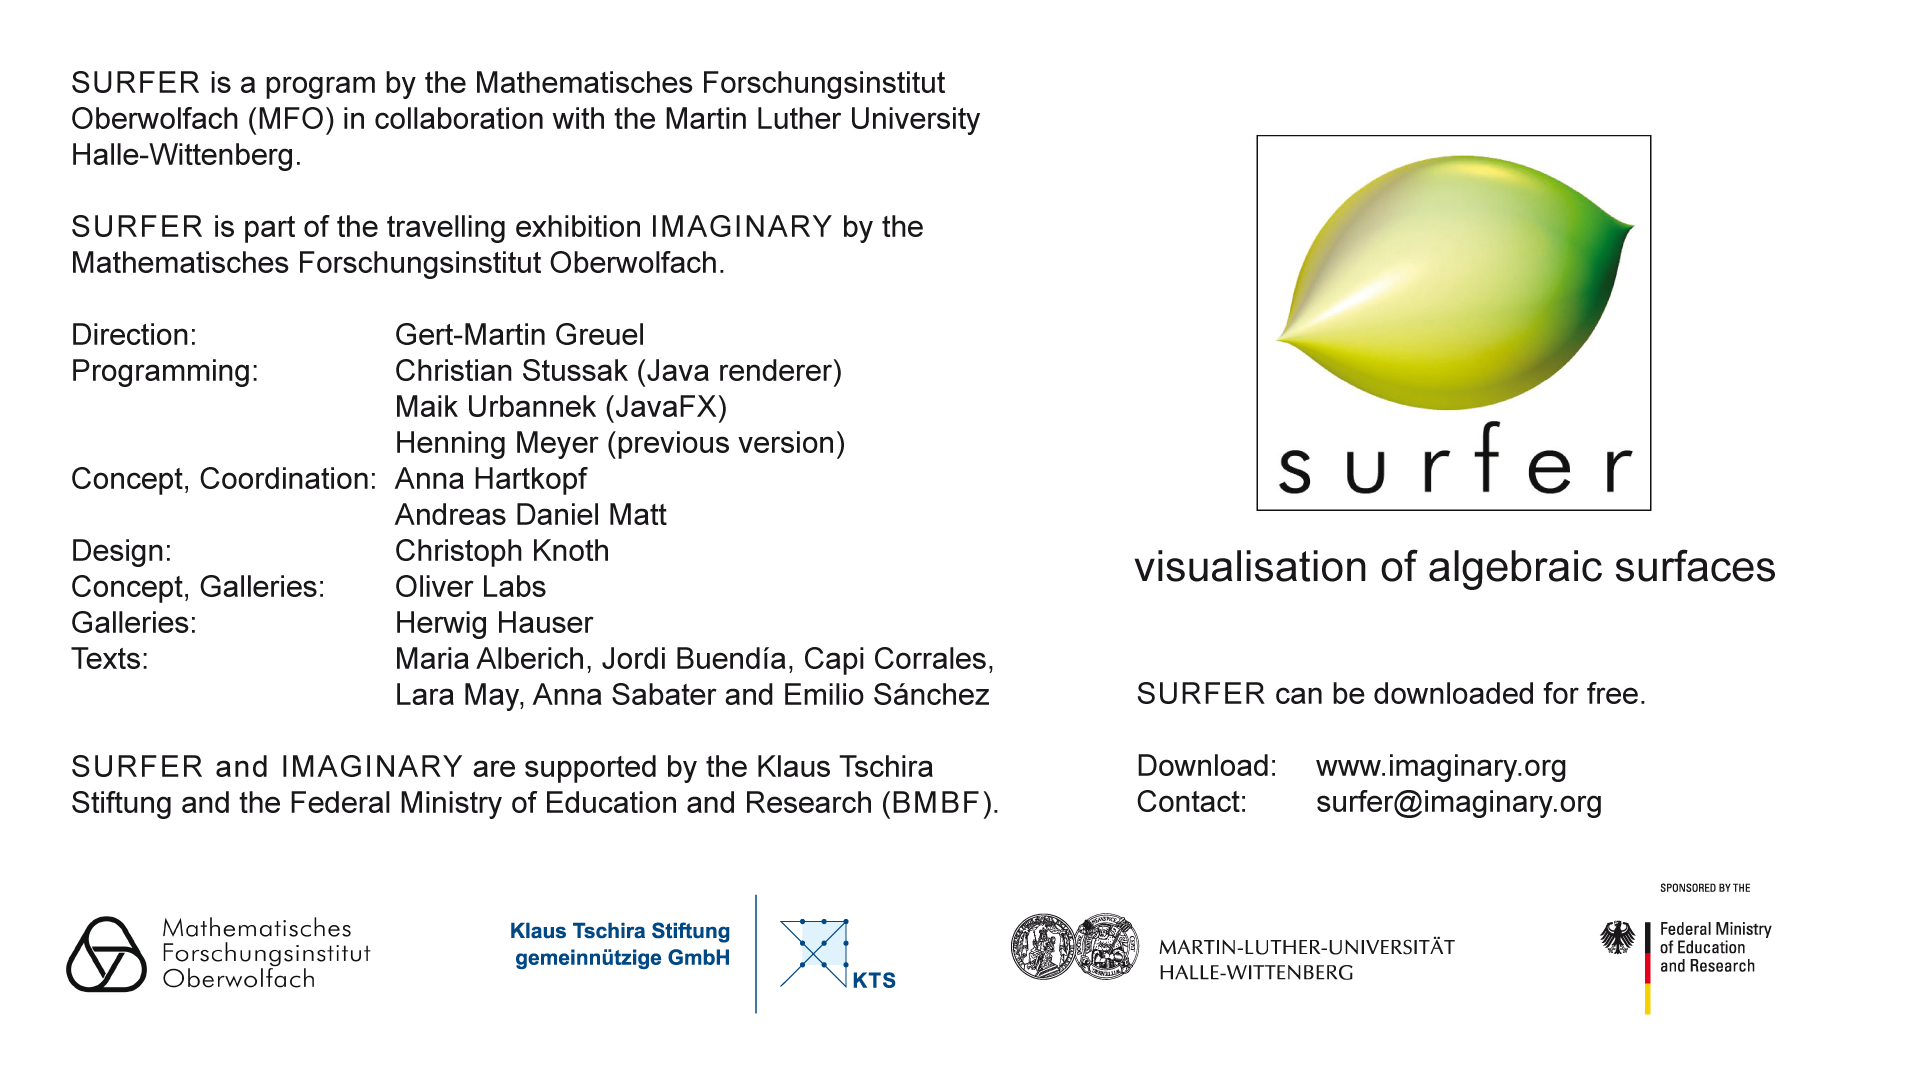 SURFER is a program by the Mathematisches Forschungsinstitut
Oberwolfach (MFO) in collaboration with the Martin Luther University
Halle-Wittenberg.
SURFER is part of the travelling exhibition IMAGINARY by the
Mathematisches Forschungsinstitut Oberwolfach.
Direction: Gert-Martin Greuel
Programming: Christian Stussak (Java renderer)
Maik Urbannek (JavaFX)
Henning Meyer (previous version)
Concept, Coordination: Anna Hartkopf
Andreas Daniel Matt
Design: Christoph Knoth
Concept, Galleries: Oliver Labs
Galleries: Herwig Hauser
Texts: Maria Alberich, Jordi Buendía, Capi Corrales,
Lara May, Anna Sabater and Emilio Sánchez
SURFER and IMAGINARY are supported by the Klaus Tschira
Stiftung and the Federal Ministry of Education and Research (BMBF).
surfer
visualisation of algebraic surfaces
SURFER can be downloaded for free.
Download: www.imaginary.org
Contact: surfer@imaginary.org
Mathematisches
Forschungsinstitut
Oberwolfach
Klaus Tschira Stiftung
gemeinnützige GmbH
KTS
MARTIN-LUTHER-UNIVERSITÄT
HALLE-WITTENBERG
SPONSORED BY THE
Federal Ministry
of Education
and Research